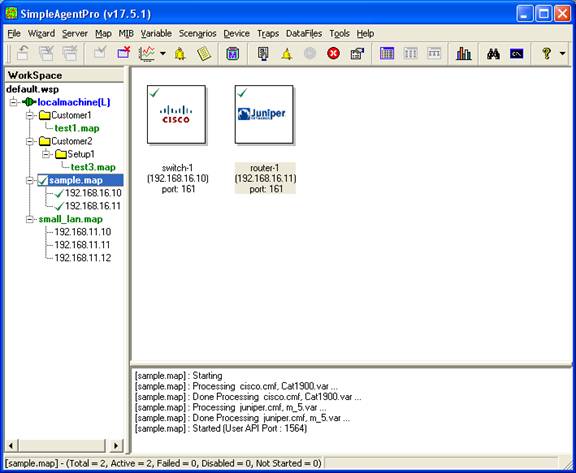 SimpleAgentPro (v17.5.1)
File Wizard Server Map MIB Variable Scenarios Device Traps DataFiles Tools Help
WorkSpace
default.wsp
localmachine(L)
Customer1
test1.map
Customer2
Setup1
test3.map
sample.map
192.168.16.10
192.168.16.11
small_lan.map
192.168.11.10
192.168.11.11
192.168.11.12
CISCO
Juniper
switch-1
(192.168.16.10)
port: 161
router-1
(192.168.16.11)
port: 161
[sample.map] : Starting
[sample.map] : Processing cisco.cmf, Cat1900.var ...
[sample.map] : Done Processing cisco.cmf, Cat1900.var ...
[sample.map] : Processing juniper.cmf, m_5.var ...
[sample.map] : Done Processing juniper.cmf, m_5.var ...
[sample.map] : Started (User API Port : 1564)
[sample.map] - (Total = 2, Active = 2, Failed = 0, Disabled = 0, Not Started = 0)